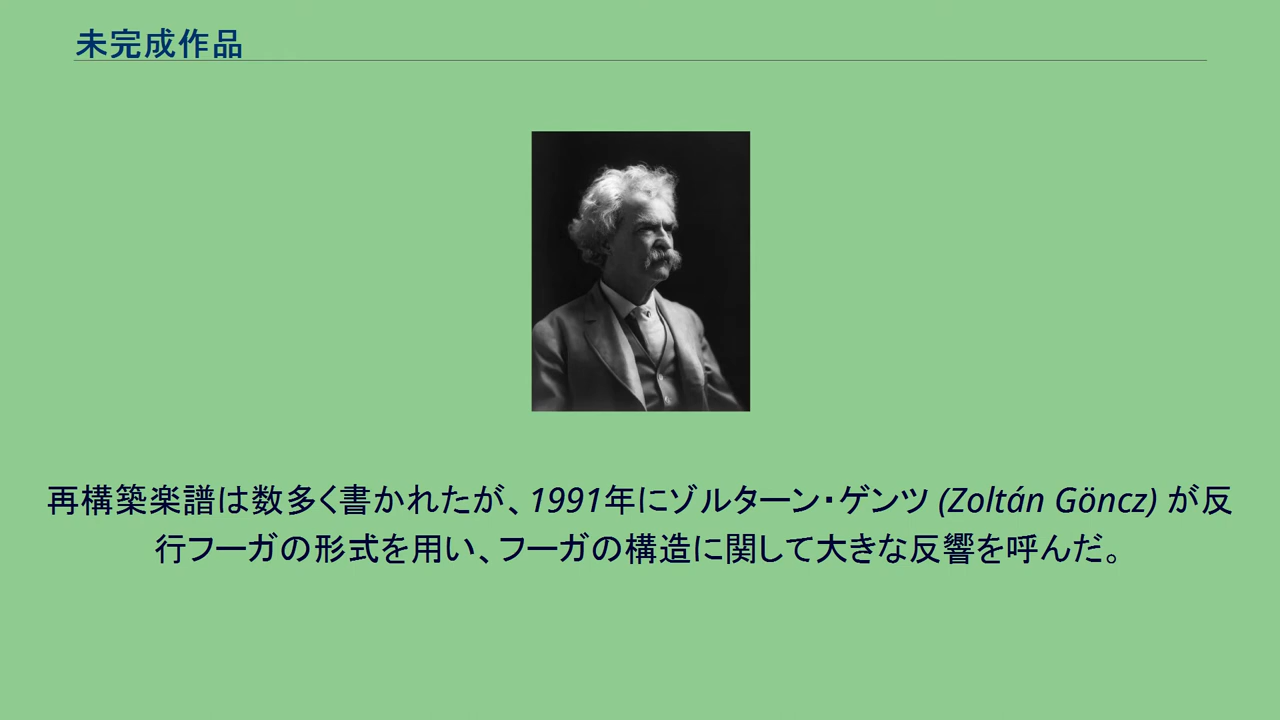 未完成作品
再構築楽譜は数多く書かれたが、1991年にゾルターン・ゲンツ (Zoltán Göncz) が反
行フーガの形式を用い、フーガの構造に関して大きな反響を呼んだ。